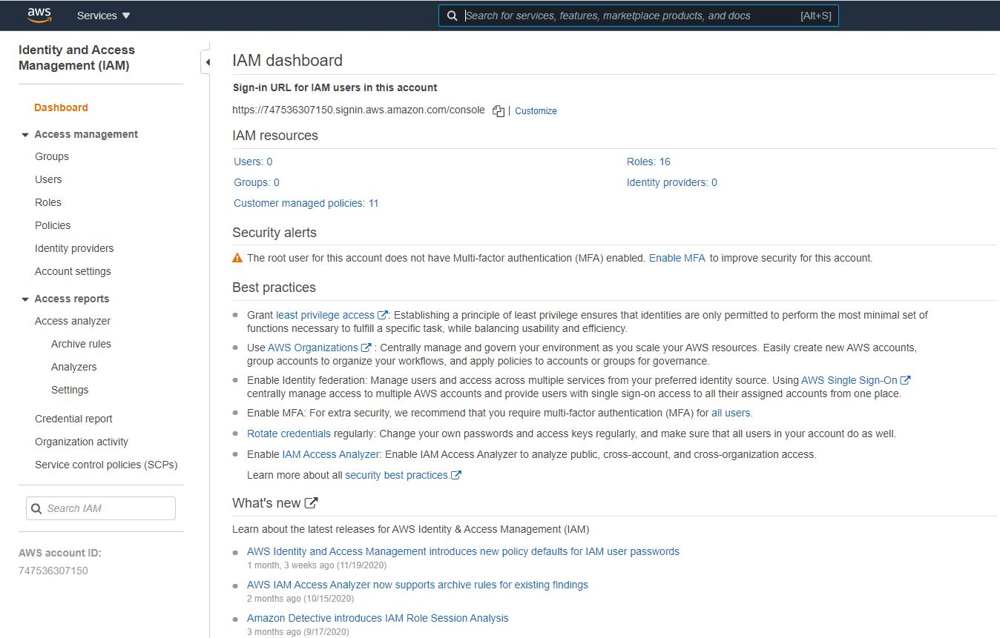 aws
Services
Search for services, features, marketplace products, and docs
[Alt+S]
Identity and Access
Management (IAM)
Dashboard
Access management
Groups
Users
Roles
Policies
Identity providers
Account settings
Access reports
Access analyzer
Archive rules
Analyzers
Settings
Credential report
Organization activity
Service control policies (SCPs)
Search IAM
AWS account ID:
747536307150
IAM dashboard
Sign-in URL for IAM users in this account
https://747536307150.signin.aws.amazon.com/console | Customize
IAM resources
Users: 0
Roles: 16
Groups: 0
Identity providers: 0
Customer managed policies: 11
Security alerts
The root user for this account does not have Multi-factor authentication (MFA) enabled. Enable MFA to improve security for this account.
Best practices
Grant least privilege access : Establishing a principle of least privilege ensures that identities are only permitted to perform the most minimal set of
functions necessary to fulfill a specific task, while balancing usability and efficiency.
Use AWS Organizations : Centrally manage and govern your environment as you scale your AWS resources. Easily create new AWS accounts,
group accounts to organize your workflows, and apply policies to accounts or groups for governance.
Enable Identity federation: Manage users and access across multiple services from your preferred identity source. Using AWS Single Sign-On
centrally manage access to multiple AWS accounts and provide users with single sign-on access to all their assigned accounts from one place.
Enable MFA: For extra security, we recommend that you require multi-factor authentication (MFA) for all users.
Rotate credentials regularly: Change your own passwords and access keys regularly, and make sure that all users in your account do as well.
Enable IAM Access Analyzer: Enable IAM Access Analyzer to analyze public, cross-account, and cross-organization access.
Learn more about all security best practices.
What's new
Learn about the latest releases for AWS Identity & Access Management (IAM)
AWS Identity and Access Management introduces new policy defaults for IAM user passwords
1 month, 3 weeks ago (11/19/2020)
AWS IAM Access Analyzer now supports archive rules for existing findings
2 months ago (10/15/2020)
Amazon Detective introduces IAM Role Session Analysis
3 months ago (9/17/2020)